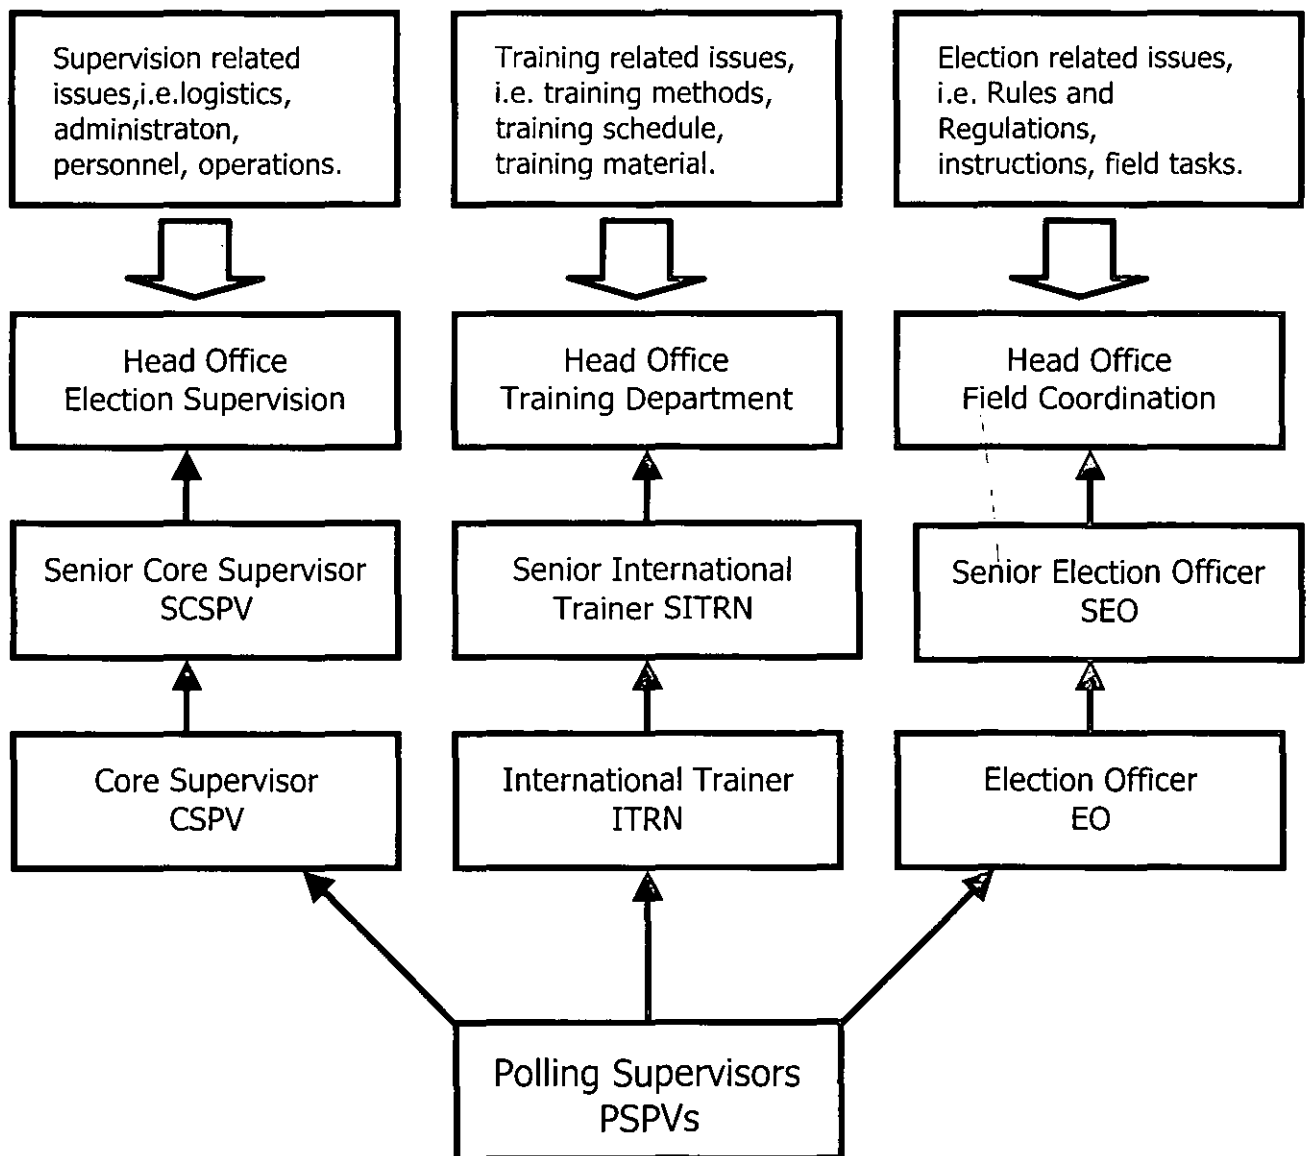 Supervision related
issues,i.e.logistics,
administraton,
personnel, operations.
Training related issues,
i.e. training methods,
training schedule,
training material.
Election related issues,
i.e. Rules and
Regulations,
instructions, field tasks.
Head Office
Election Supervision
Head Office
Training Department
Head Office
Field Coordination
Senior Core Supervisor
SCSPV
Senior International
Trainer SITRN
Senior Election Officer
SEO
Core Supervisor
CSPV
International Trainer
ITRN
Election Officer
EO
Polling Supervisors
PSPVs